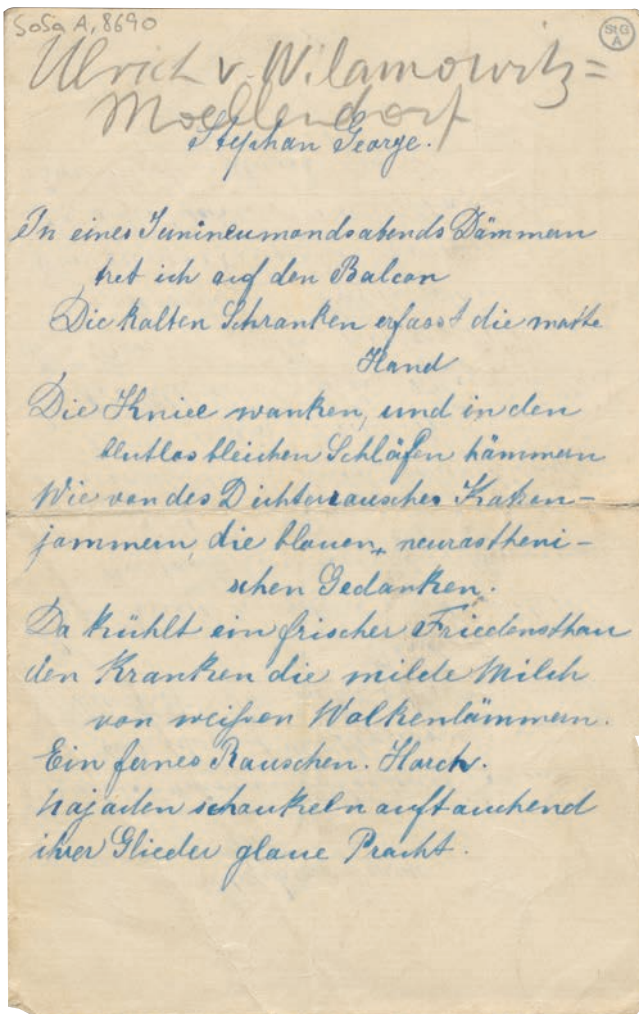 SoSa A, 8690
StG
A
Ulrich v. Wilamowitz=
Moellendorf
Stephan George.
In eines Junineumondsabends Dämmern
tret ich auf den Balcon
Die kalten Schranken erfasst die matte
Hand
Die Kniee wanken, und in den
blutlos bleichen Schläfen hämmern
Wie von des Dichterrausches Katzen-
jammern, die blauen, neurastheni-
schen Gedanken.
Da kühlt ein frischer Friedensthau
den Kranken die milde Milch
von weißen Wolkenlämmern.
Ein fernes Rauschen. Horch.
Najaden schaukeln auftauchend
ihrer Glieder glaue Pracht.